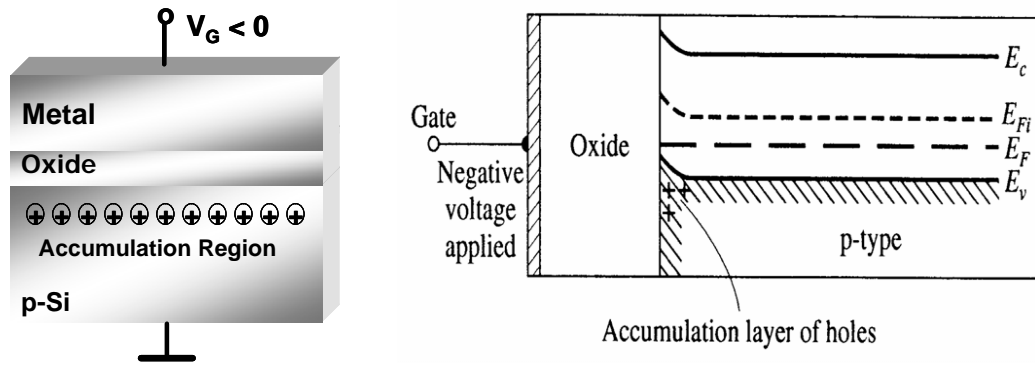 V_G < 0
Metal
Oxide
+ + + + + + + + + + +
Accumulation Region
p-Si
Gate
Negative
voltage
applied
Oxide
E_c
E_Fi
E_F
E_v
+ + +
+
p-type
Accumulation layer of holes